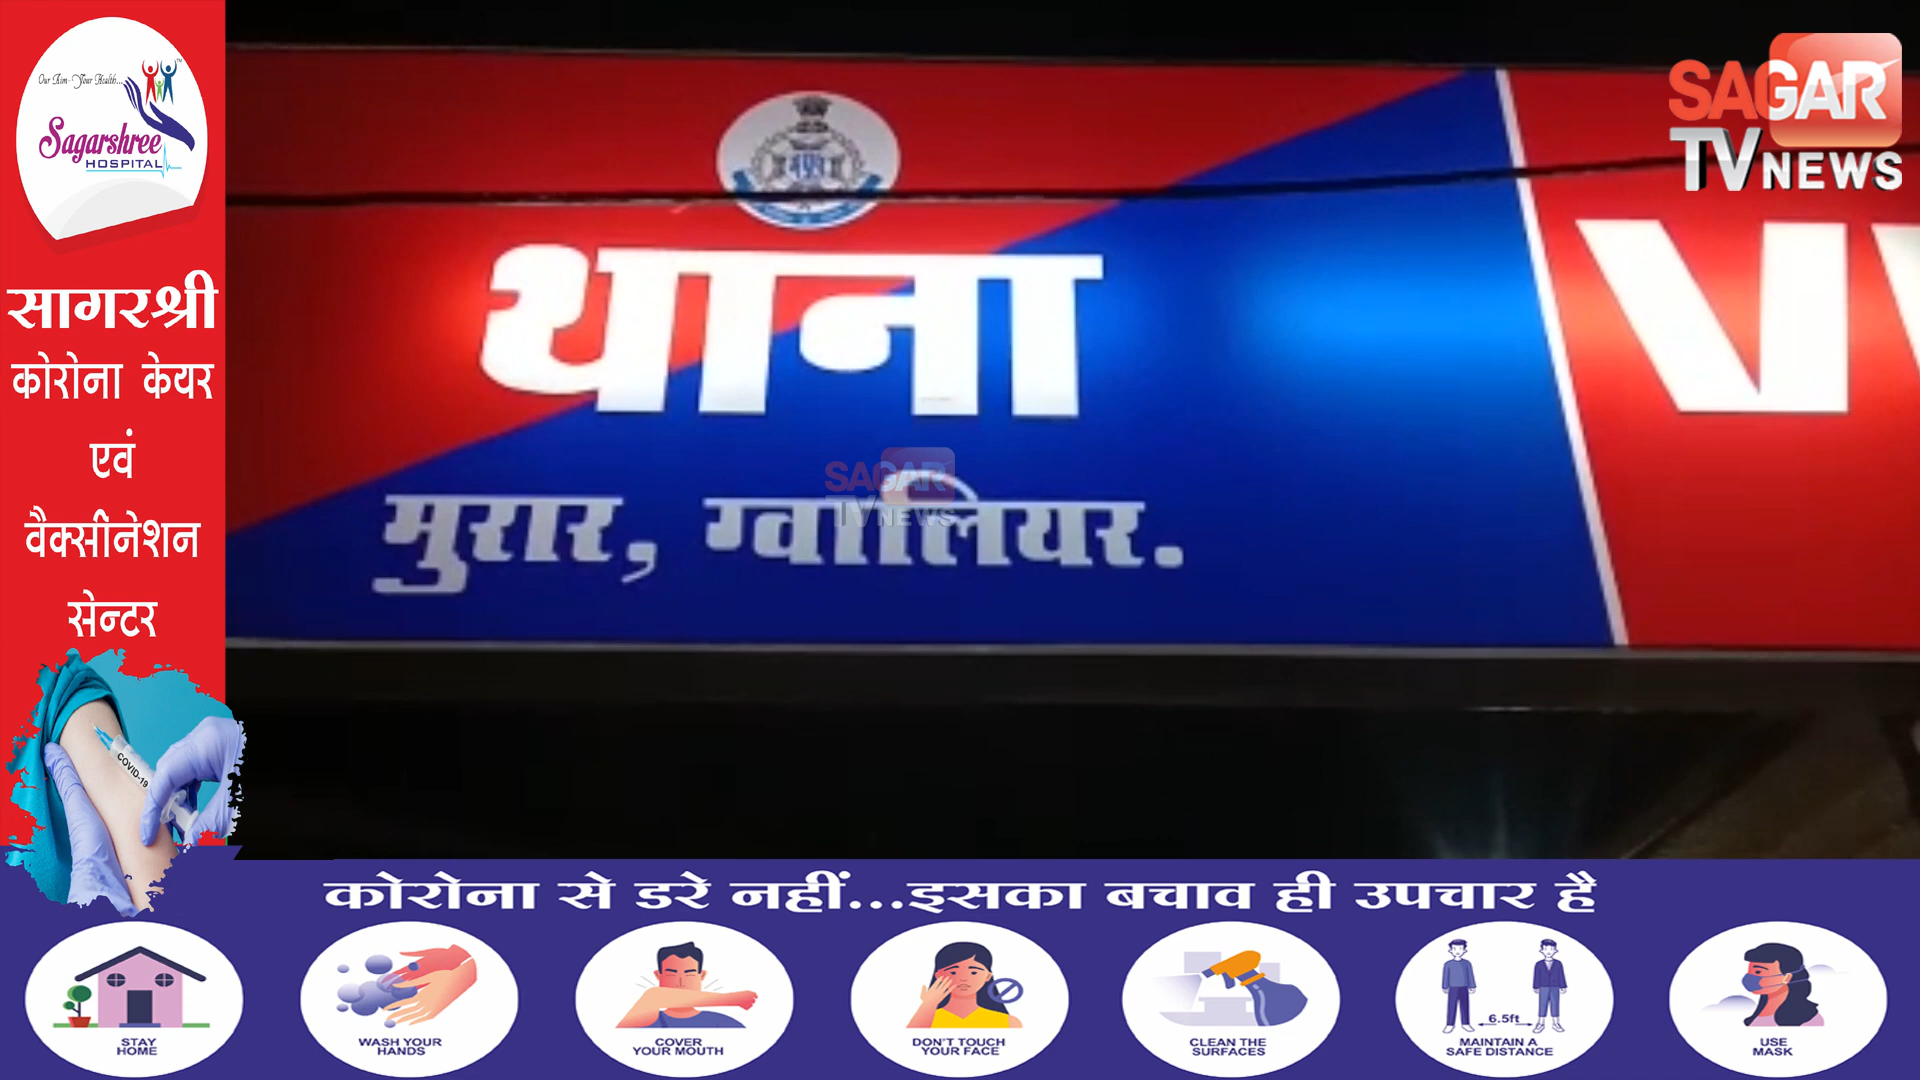 Our Aim-Your Health...
TM
Sagarshree
HOSPITAL
सागरश्री
कोरोना केयर
एवं
वैक्सीनेशन
सेन्टर
COVID-19
थाना
मुरार, ग्वालियर.
SAGAR
TV NEWS
SAGAR
TV NEWS
कोरोना से डरे नहीं...इसका बचाव ही उपचार है
STAY
HOME
WASH YOUR
HANDS
COVER
YOUR MOUTH
DON'T TOUCH
YOUR FACE
CLEAN THE
SURFACES
6.5ft
MAINTAIN A
SAFE DISTANCE
USE
MASK